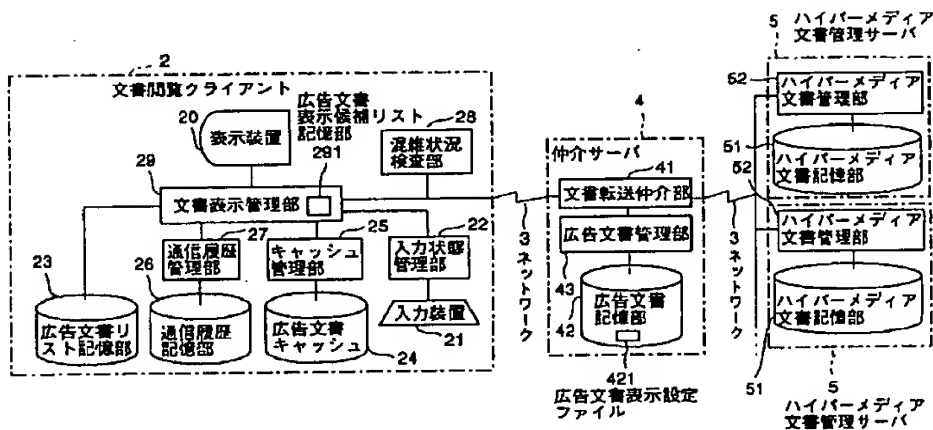 2
文書閲覧クライアント
20
表示装置
広告文書
表示候補リスト
記憶部
291
28
混雑状況
検査部
29
文書表示管理部
27
通信履歴
管理部
25
キャッシュ
管理部
22
入力状態
管理部
23
広告文書リ
スト記憶部
26
通信履歴
記憶部
広告文書
キャッシュ
24
入力装置
21
3
ネットワーク
4
仲介サーバ
41
文書転送仲介部
広告文書管理部
43
42
広告文書
記憶部
421
広告文書表示設定
ファイル
3
ネットワーク
5
ハイパーメディア
文書管理サーバ
52
ハイパーメディア
文書管理部
51
ハイパーメディア
文書記憶部
52
ハイパーメディア
文書管理部
ハイパーメディア
文書記憶部
51
5
ハイパーメディア
文書管理サーバ